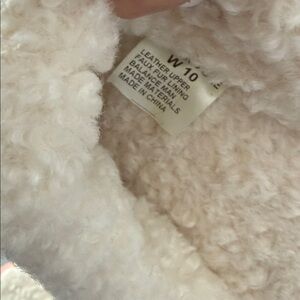 W 10
LEATHER UPPER
FAUX FUR LINING
BALANCE MAN
MADE MATERIALS
MADE IN CHINA